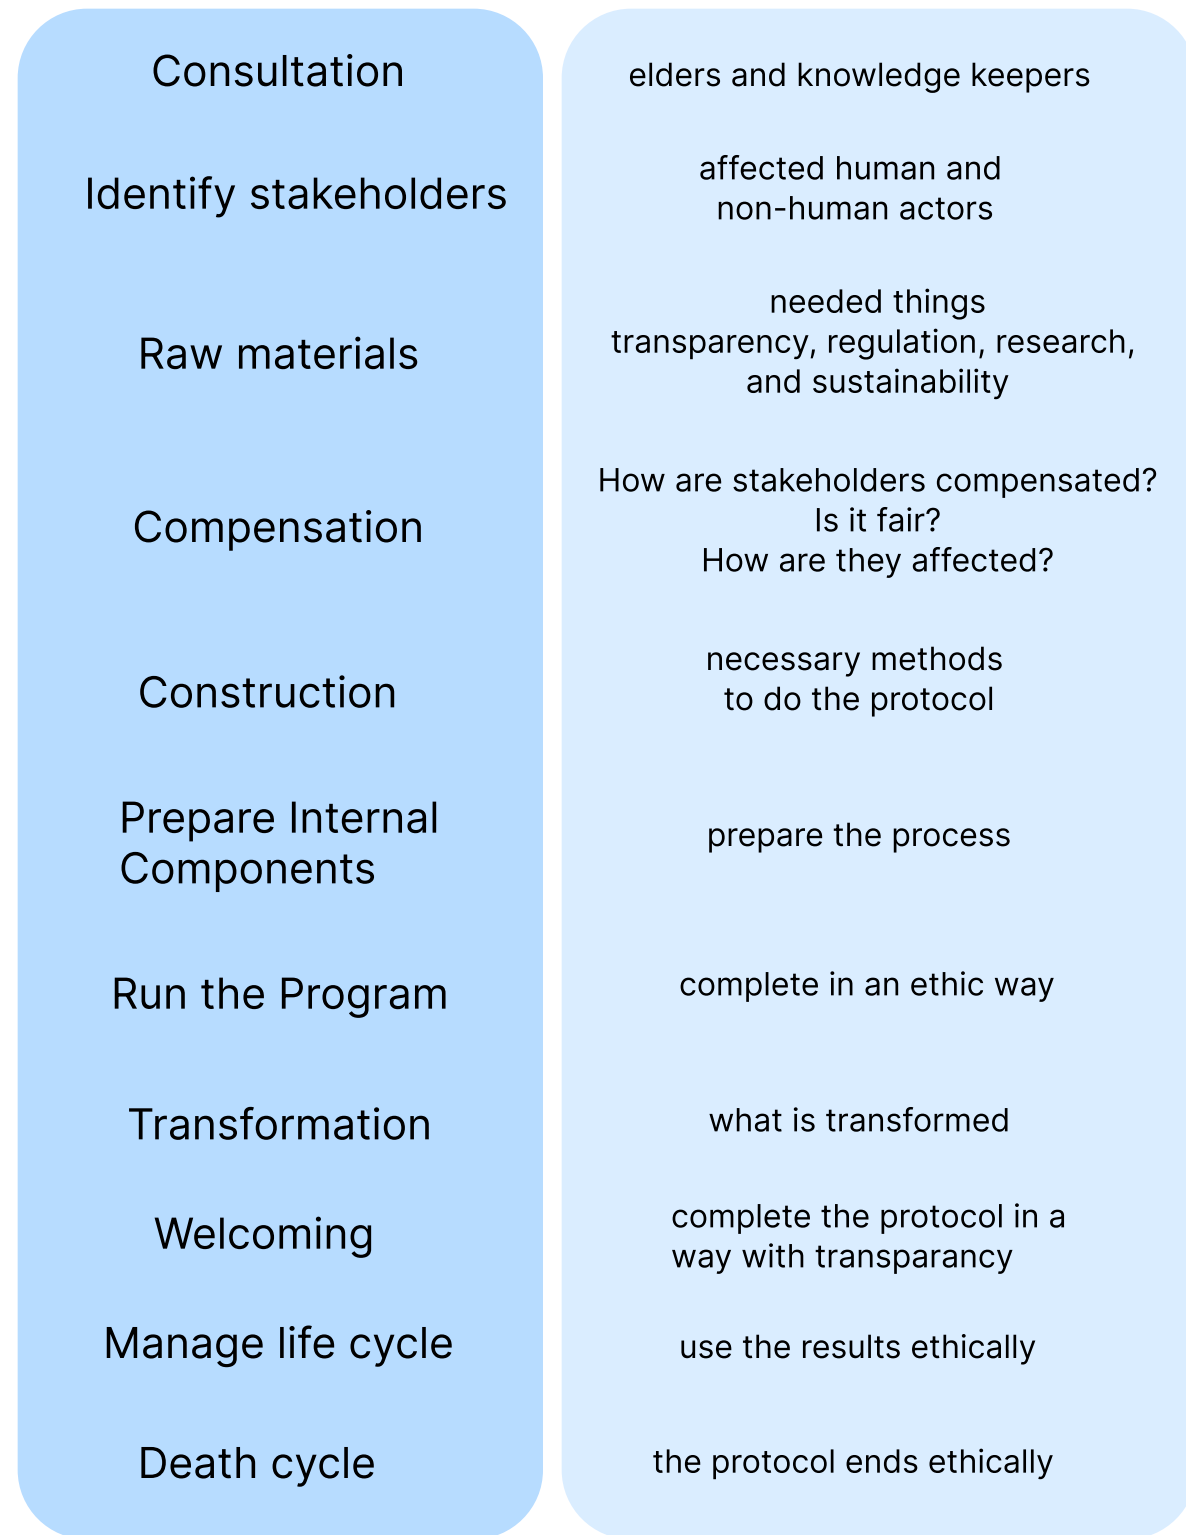 Consultation
elders and knowledge keepers
Identify stakeholders
affected human and
non-human actors
Raw materials
needed things
transparency, regulation, research,
and sustainability
Compensation
How are stakeholders compensated?
Is it fair?
How are they affected?
Construction
necessary methods
to do the protocol
Prepare Internal
Components
prepare the process
Run the Program
complete in an ethic way
Transformation
what is transformed
Welcoming
complete the protocol in a
way with transparancy
Manage life cycle
use the results ethically
Death cycle
the protocol ends ethically